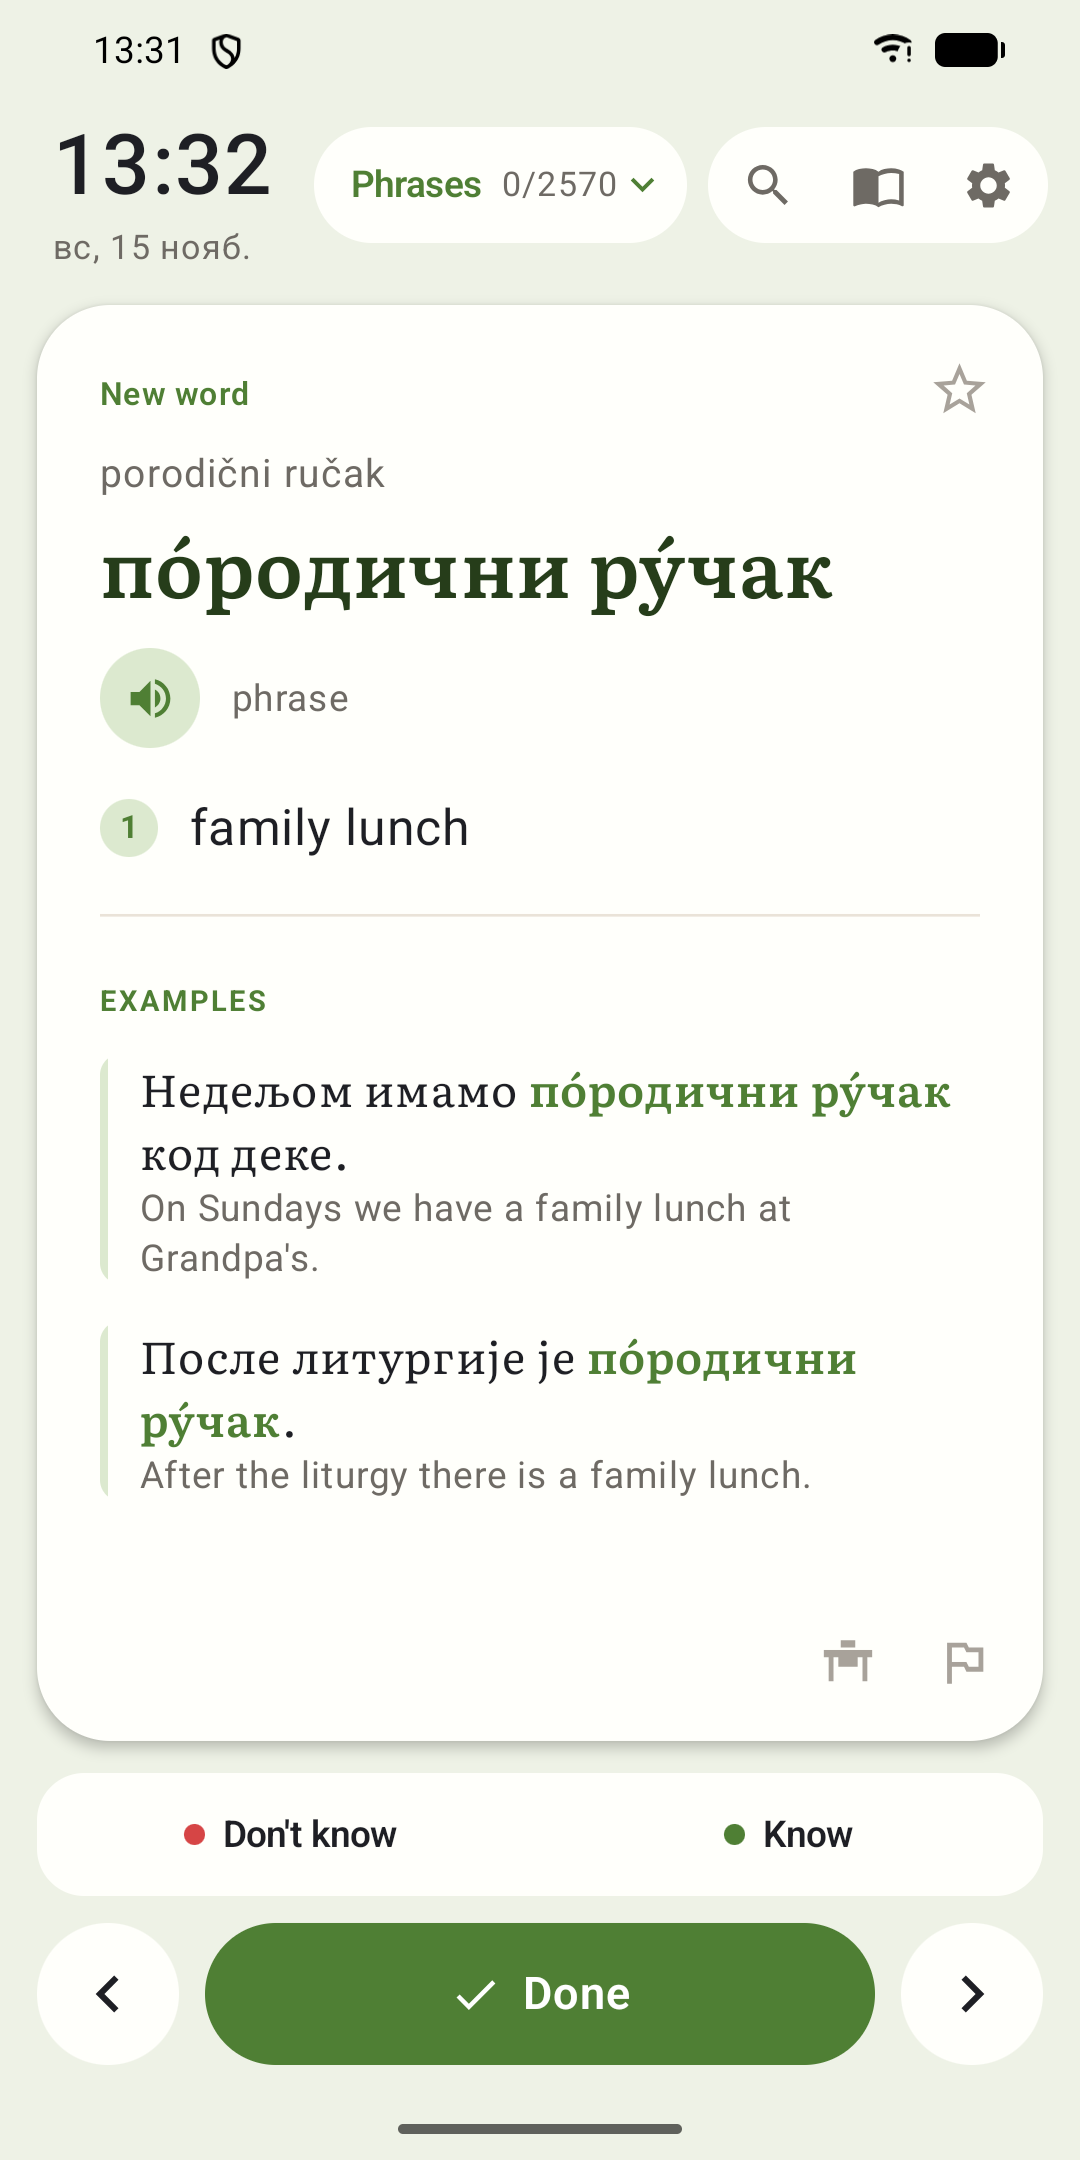 13:31
13:32
вс, 15 нояб.
Phrases 0/2570
New word
porodični ručak
по́родични ру́чак
phrase
1 family lunch
EXAMPLES
Недељом имамо по́родични ру́чак
код деке.
On Sundays we have a family lunch at
Grandpa's.
После литургије је по́родични
ру́чак.
After the liturgy there is a family lunch.
Don't know
Know
Done